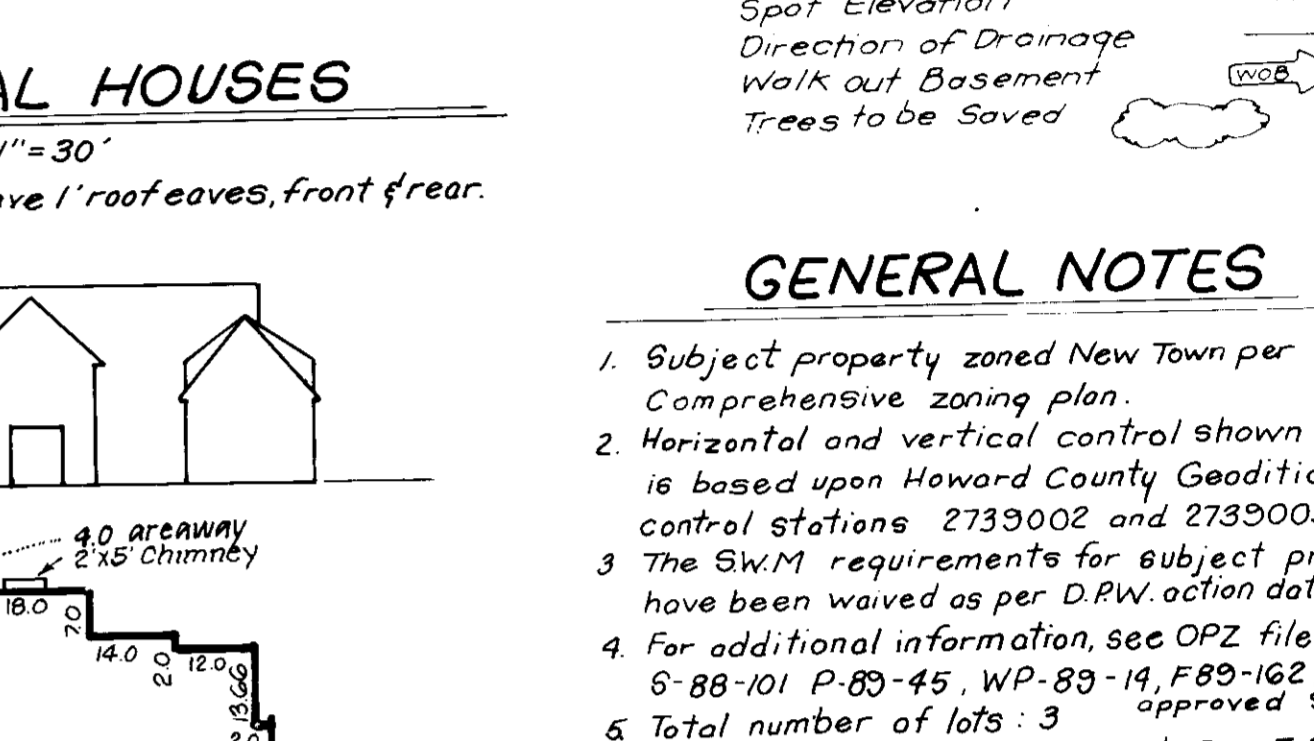 AL HOUSES
1"=30'
ve 1' roof eaves, front & rear.
4.0 areaway
2'x5' Chimney
18.0
7.0
14.0
2.0
12.0
13.66
2.0
Spot Elevation
Direction of Drainage
Walk out Basement
WOB
Trees to be Saved
GENERAL NOTES
1. Subject property zoned New Town per
Comprehensive zoning plan.
2. Horizontal and vertical control shown
is based upon Howard County Geoditic
control stations 2739002 and 273900
3 The S.W.M requirements for subject pr
have been waived as per D.P.W. action dat
4. For additional information, see OPZ file
S-88-101 P-89-45, WP-89-19, F89-162
approved
5. Total number of lots : 3